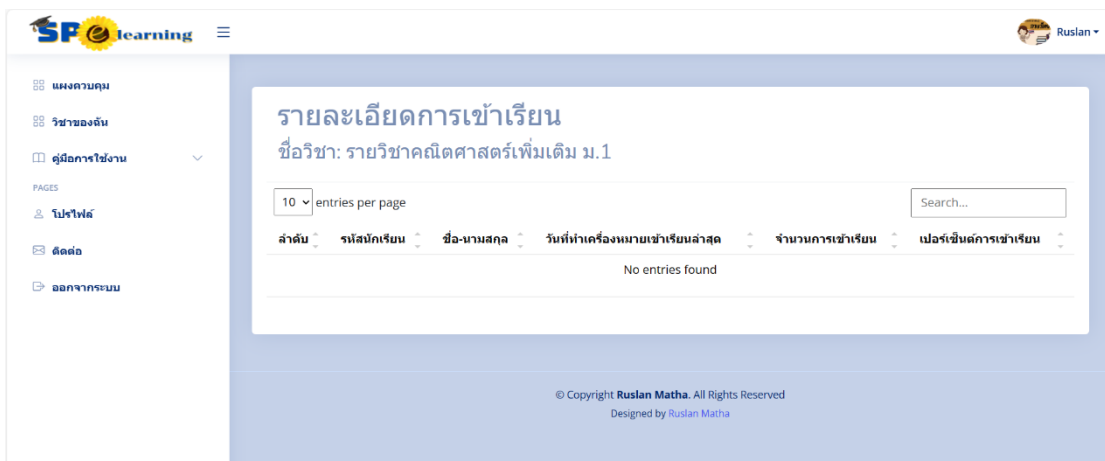 SP e learning
Ruslan
แผงควบคุม
วิชาของฉัน
คู่มือการใช้งาน
PAGES
โปรไฟล์
ติดต่อ
ออกจากระบบ
รายละเอียดการเข้าเรียน
ชื่อวิชา: รายวิชาคณิตศาสตร์เพิ่มเติม ม.1
10 entries per page
Search...
ลำดับ รหัสนักเรียน ชื่อ-นามสกุล วันที่ทำเครื่องหมายเข้าเรียนล่าสุด จำนวนการเข้าเรียน เปอร์เซ็นต์การเข้าเรียน
No entries found
© Copyright Ruslan Matha. All Rights Reserved
Designed by Ruslan Matha